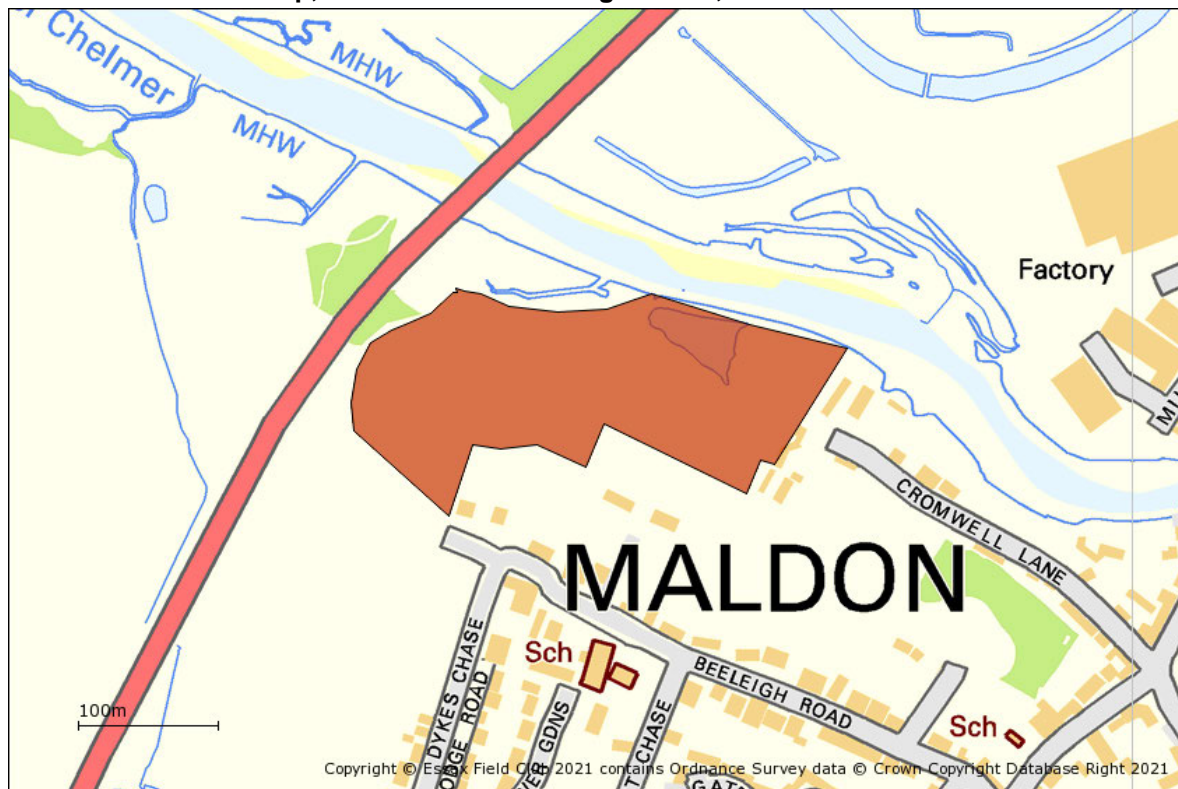 r Chelmer
MHW
MHW
Factory
MALDON
CROMWELL LANE
Sch
BEELEIGH ROAD
Sch
DYKES CHASE
GDNS
CHASE
100m
Copyright © Essex Field Club 2021 contains Ordnance Survey data © Crown Copyright Database Right 2021